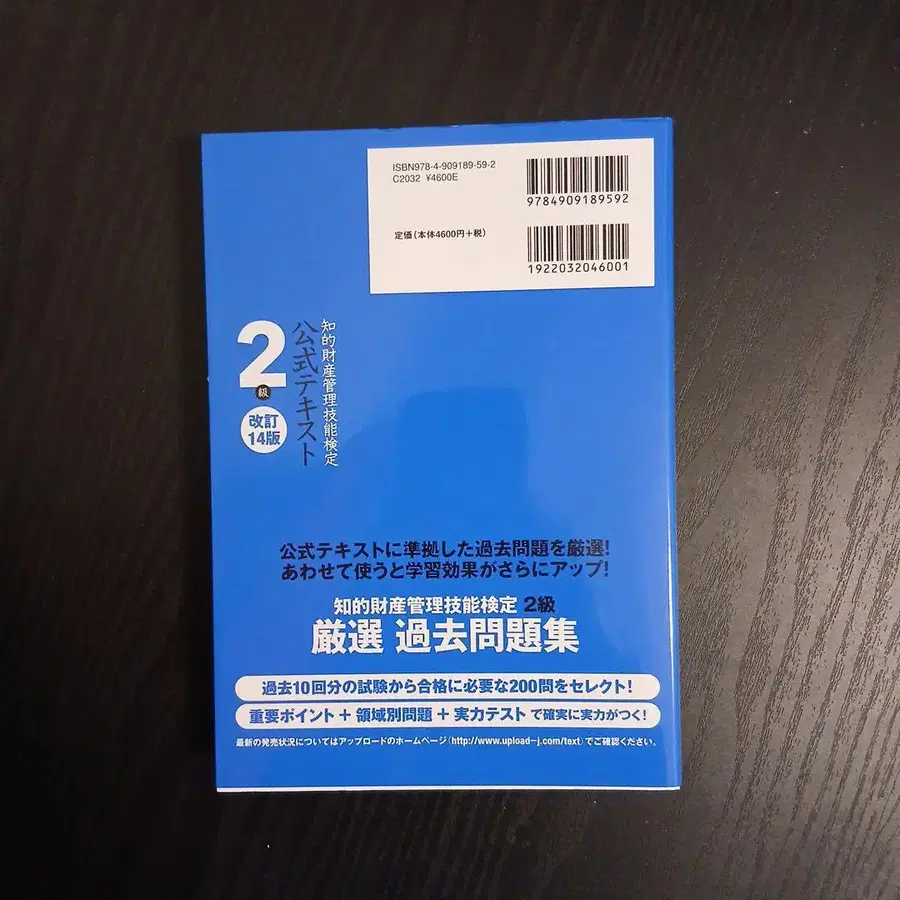 ISBN978-4-909189-59-2
C2032 ¥4600E
9784909189592
定価(本体4600円+税)
1922032046001
知的財産管理技能検定
公式テキスト
2級
改訂
14版
公式テキストに準拠した過去問題を厳選!
あわせて使うと学習効果がさらにアップ!
知的財産管理技能検定 2級
厳選 過去問題集
過去10回分の試験から合格に必要な200問をセレクト!
重要ポイント+領域別問題+実力テストで確実に実力がつく!
最新の発売状況についてはアップロードのホームページ(http://www.upload-j.com/text)でご確認ください。